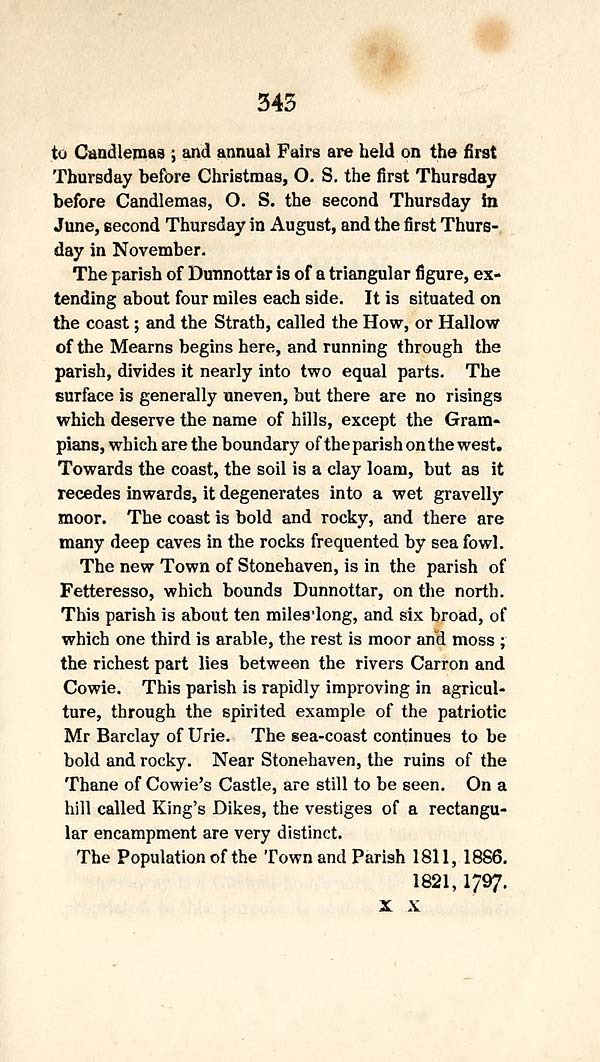 343
to Candlemas ; and annual Fairs are held on the first
Thursday before Christmas, O. S. the first Thursday
before Candlemas, O. S. the second Thursday in
June, second Thursday in August, and the first Thurs-
day in November.
The parish of Dunnottar is of a triangular figure, ex-
tending about four miles each side. It is situated on
the coast ; and the Strath, called the How, or Hallow
of the Mearns begins here, and running through the
parish, divides it nearly into two equal parts. The
surface is generally uneven, but there are no risings
which deserve the name of hills, except the Gram-
pians, which are the boundary of the parish on the west.
Towards the coast, the soil is a clay loam, but as it
recedes inwards, it degenerates into a wet gravelly
moor. The coast is bold and rocky, and there are
many deep caves in the rocks frequented by sea fowl.
The new Town of Stonehaven, is in the parish of
Fetteresso, which bounds Dunnottar, on the north.
This parish is about ten miles long, and six broad, of
which one third is arable, the rest is moor and moss ;
the richest part lies between the rivers Carron and
Cowie. This parish is rapidly improving in agricul-
ture, through the spirited example of the patriotic
Mr Barclay of Urie. The sea-coast continues to be
bold and rocky. Near Stonehaven, the ruins of the
Thane of Cowie's Castle, are still to be seen. On a
hill called King's Dikes, the vestiges of a rectangu-
lar encampment are very distinct.
The Population of the Town and Parish 1811, 1886.
1821, 1797.
X X